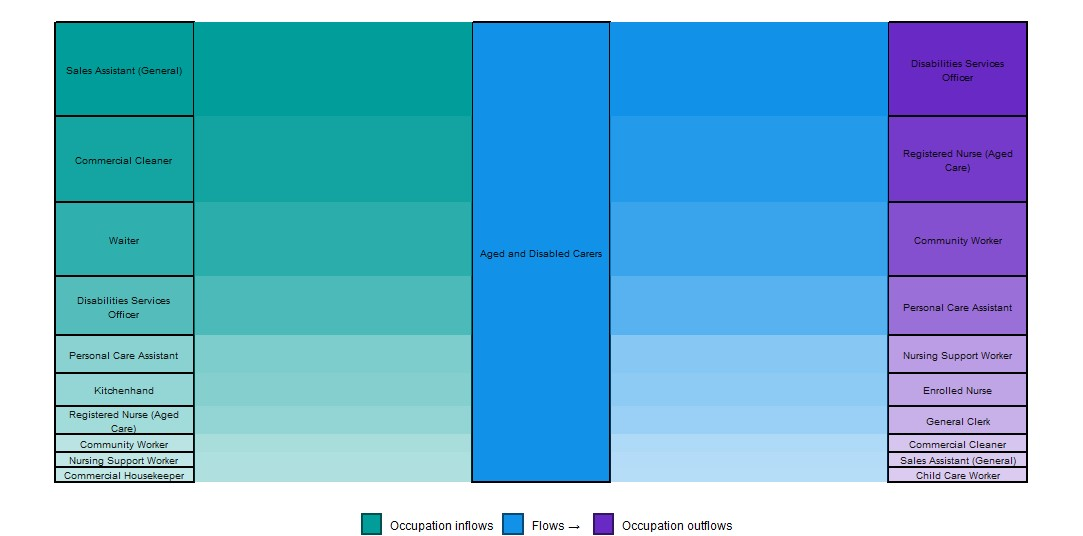 Sales Assistant (General)
Commercial Cleaner
Waiter
Disabilities Services
Officer
Personal Care Assistant
Kitchenhand
Registered Nurse (Aged
Care)
Community Worker
Nursing Support Worker
Commercial Housekeeper
Aged and Disabled Carers
Disabilities Services
Officer
Registered Nurse (Aged
Care)
Community Worker
Personal Care Assistant
Nursing Support Worker
Enrolled Nurse
General Clerk
Commercial Cleaner
Sales Assistant (General)
Child Care Worker
Occupation inflows Flows → Occupation outflows